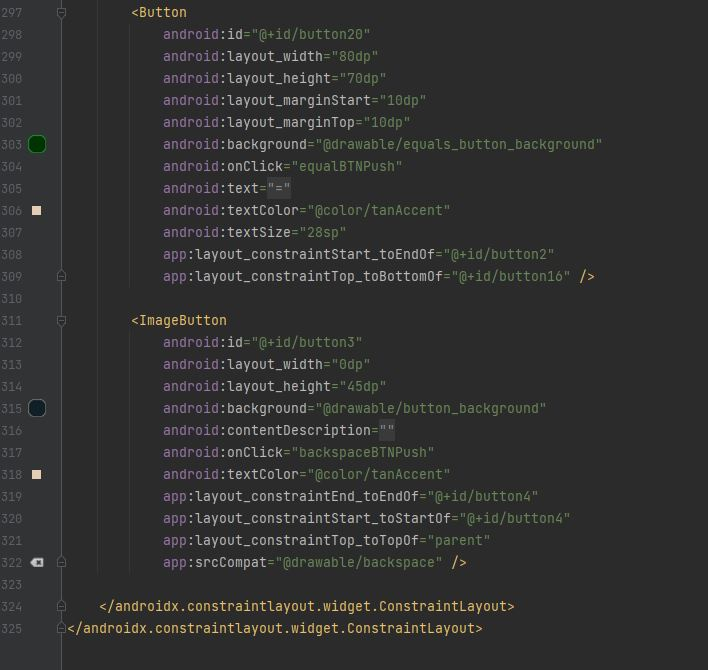 297 <Button
298 android:id="@+id/button20"
299 android:layout_width="80dp"
300 android:layout_height="70dp"
301 android:layout_marginStart="10dp"
302 android:layout_marginTop="10dp"
303 android:background="@drawable/equals_button_background"
304 android:onClick="equalBTNPush"
305 android:text="="
306 android:textColor="@color/tanAccent"
307 android:textSize="28sp"
308 app:layout_constraintStart_toEndOf="@+id/button2"
309 app:layout_constraintTop_toBottomOf="@+id/button16" />
310
311 <ImageButton
312 android:id="@+id/button3"
313 android:layout_width="0dp"
314 android:layout_height="45dp"
315 android:background="@drawable/button_background"
316 android:contentDescription=""
317 android:onClick="backspaceBTNPush"
318 android:textColor="@color/tanAccent"
319 app:layout_constraintEnd_toEndOf="@+id/button4"
320 app:layout_constraintStart_toStartOf="@+id/button4"
321 app:layout_constraintTop_toTopOf="parent"
322 app:srcCompat="@drawable/backspace" />
323
324 </androidx.constraintlayout.widget.ConstraintLayout>
325 </androidx.constraintlayout.widget.ConstraintLayout>